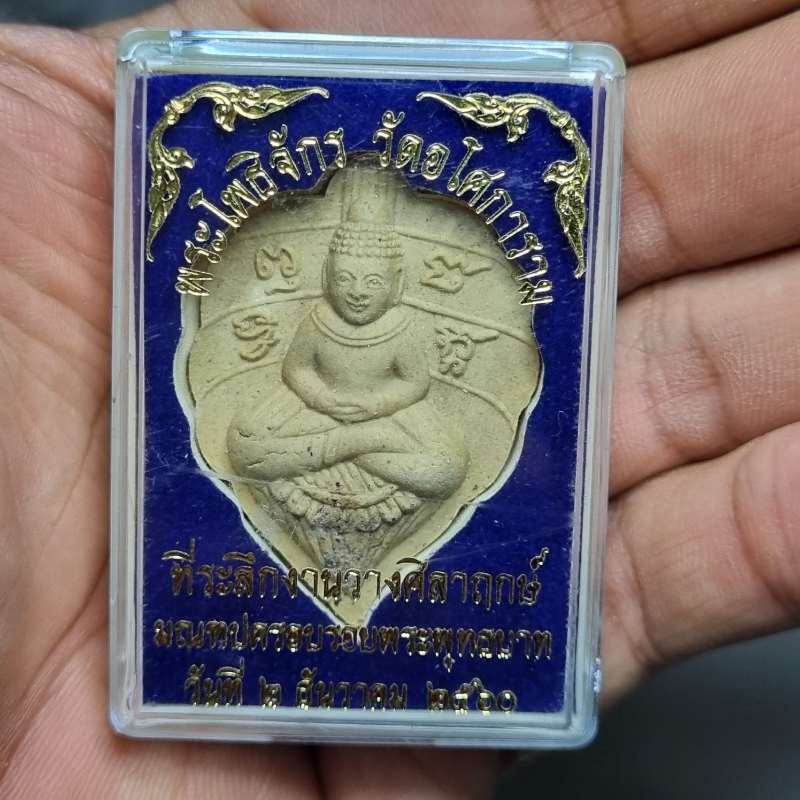 พระโพธิจักร วัดอโศการาม
ที่ระลึกงานวางศิลาฤกษ์
มณฑปครอบรอยพระพุทธบาท
วันที่ ๒ ธันวาคม ๒๕๖๐